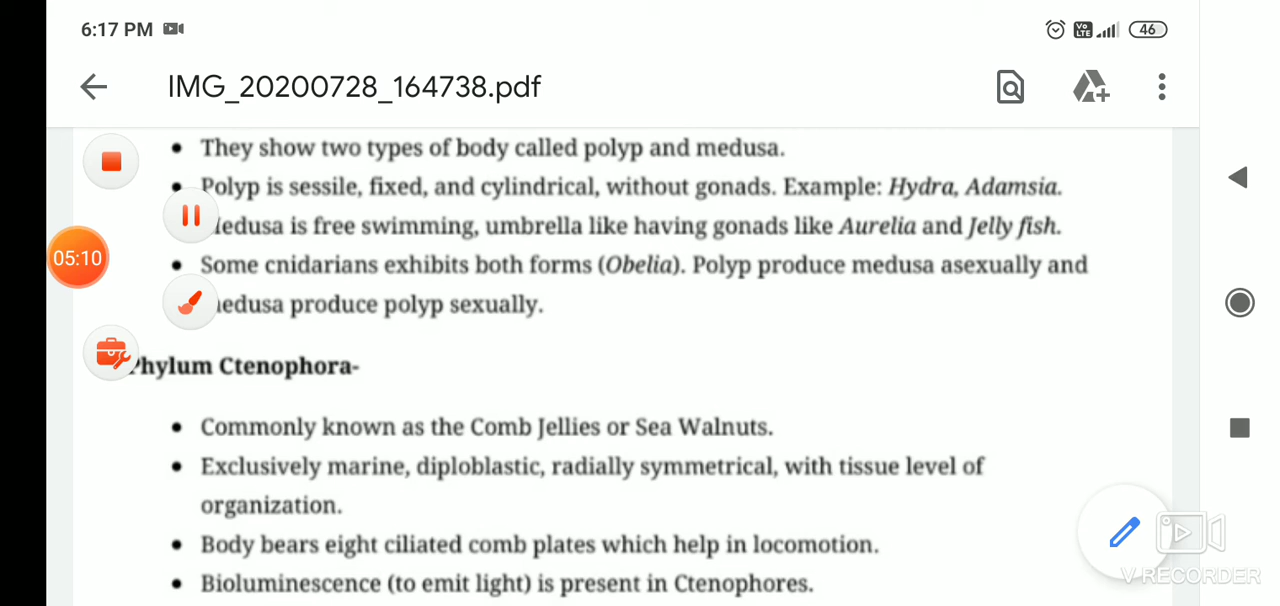 6:17 PM
Vo LTE 46
IMG_20200728_164738.pdf
They show two types of body called polyp and medusa.
Polyp is sessile, fixed, and cylindrical, without gonads. Example: Hydra, Adamsia.
edusa is free swimming, umbrella like having gonads like Aurelia and Jelly fish.
05:10
Some cnidarians exhibits both forms (Obelia). Polyp produce medusa asexually and
edusa produce polyp sexually.
hylum Ctenophora-
Commonly known as the Comb Jellies or Sea Walnuts.
Exclusively marine, diploblastic, radially symmetrical, with tissue level of
organization.
Body bears eight ciliated comb plates which help in locomotion.
Bioluminescence (to emit light) is present in Ctenophores.
V RECORDER